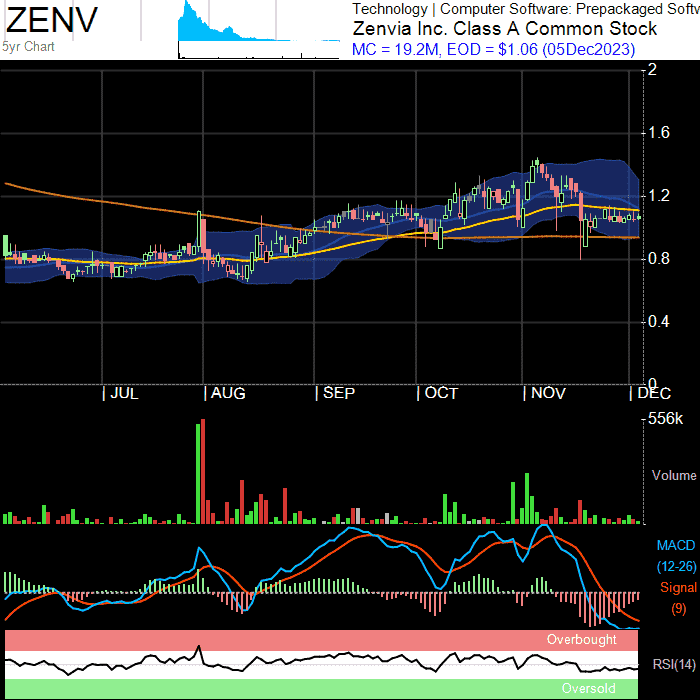 ZENV
5yr Chart
Technology | Computer Software: Prepackaged Softw
Zenvia Inc. Class A Common Stock
MC = 19.2M, EOD = $1.06 (05Dec2023)
2
1.6
1.2
0.8
0.4
0
JUL AUG SEP OCT NOV DEC
556k
Volume
MACD
(12-26)
Signal
(9)
Overbought
RSI(14)
Oversold